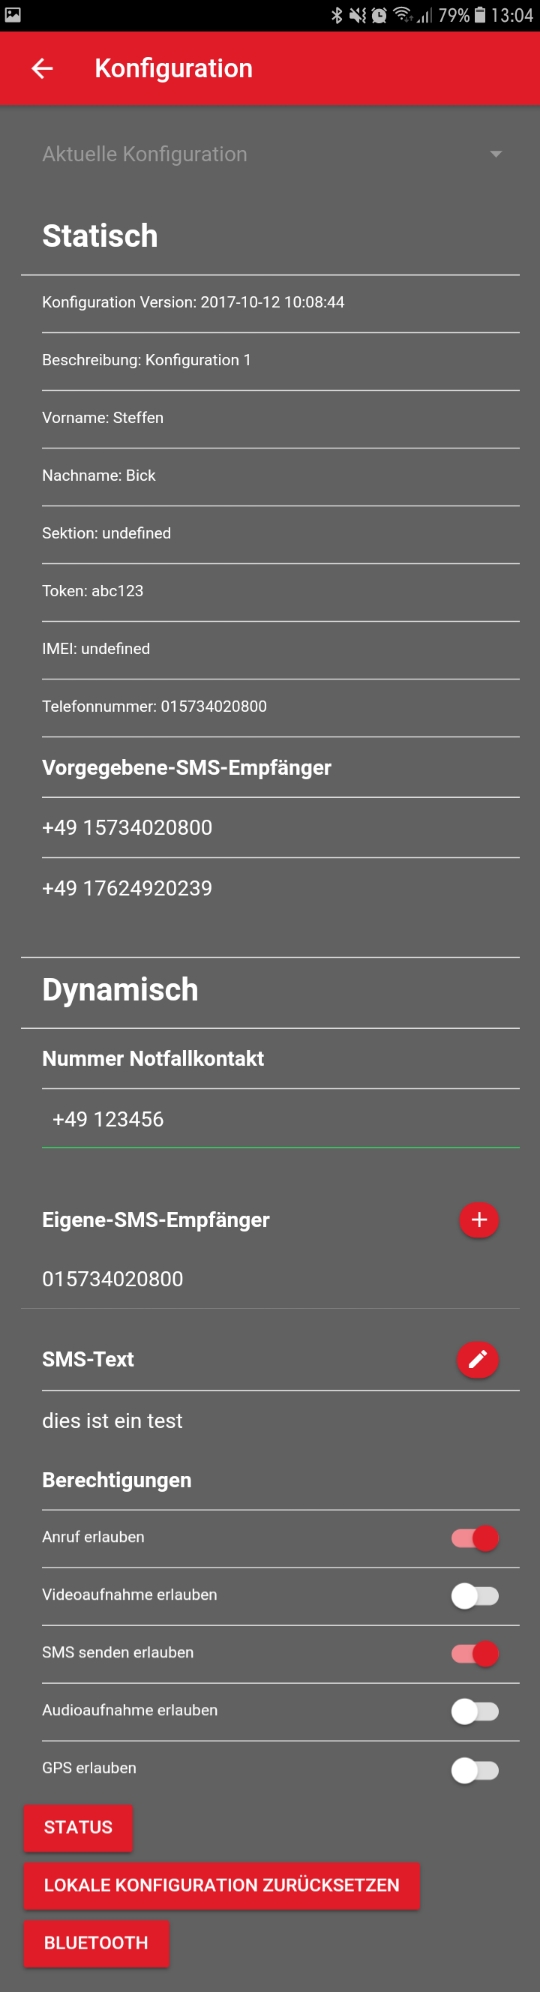 79% 13:04
Konfiguration
Aktuelle Konfiguration
Statisch
Konfiguration Version: 2017-10-12 10:08:44
Beschreibung: Konfiguration 1
Vorname: Steffen
Nachname: Bick
Sektion: undefined
Token: abc123
IMEI: undefined
Telefonnummer: 015734020800
Vorgegebene-SMS-Empfänger
+49 15734020800
+49 17624920239
Dynamisch
Nummer Notfallkontakt
+49 123456
Eigene-SMS-Empfänger
015734020800
SMS-Text
dies ist ein test
Berechtigungen
Anruf erlauben
Videoaufnahme erlauben
SMS senden erlauben
Audioaufnahme erlauben
GPS erlauben
STATUS
LOKALE KONFIGURATION ZURÜCKSETZEN
BLUETOOTH